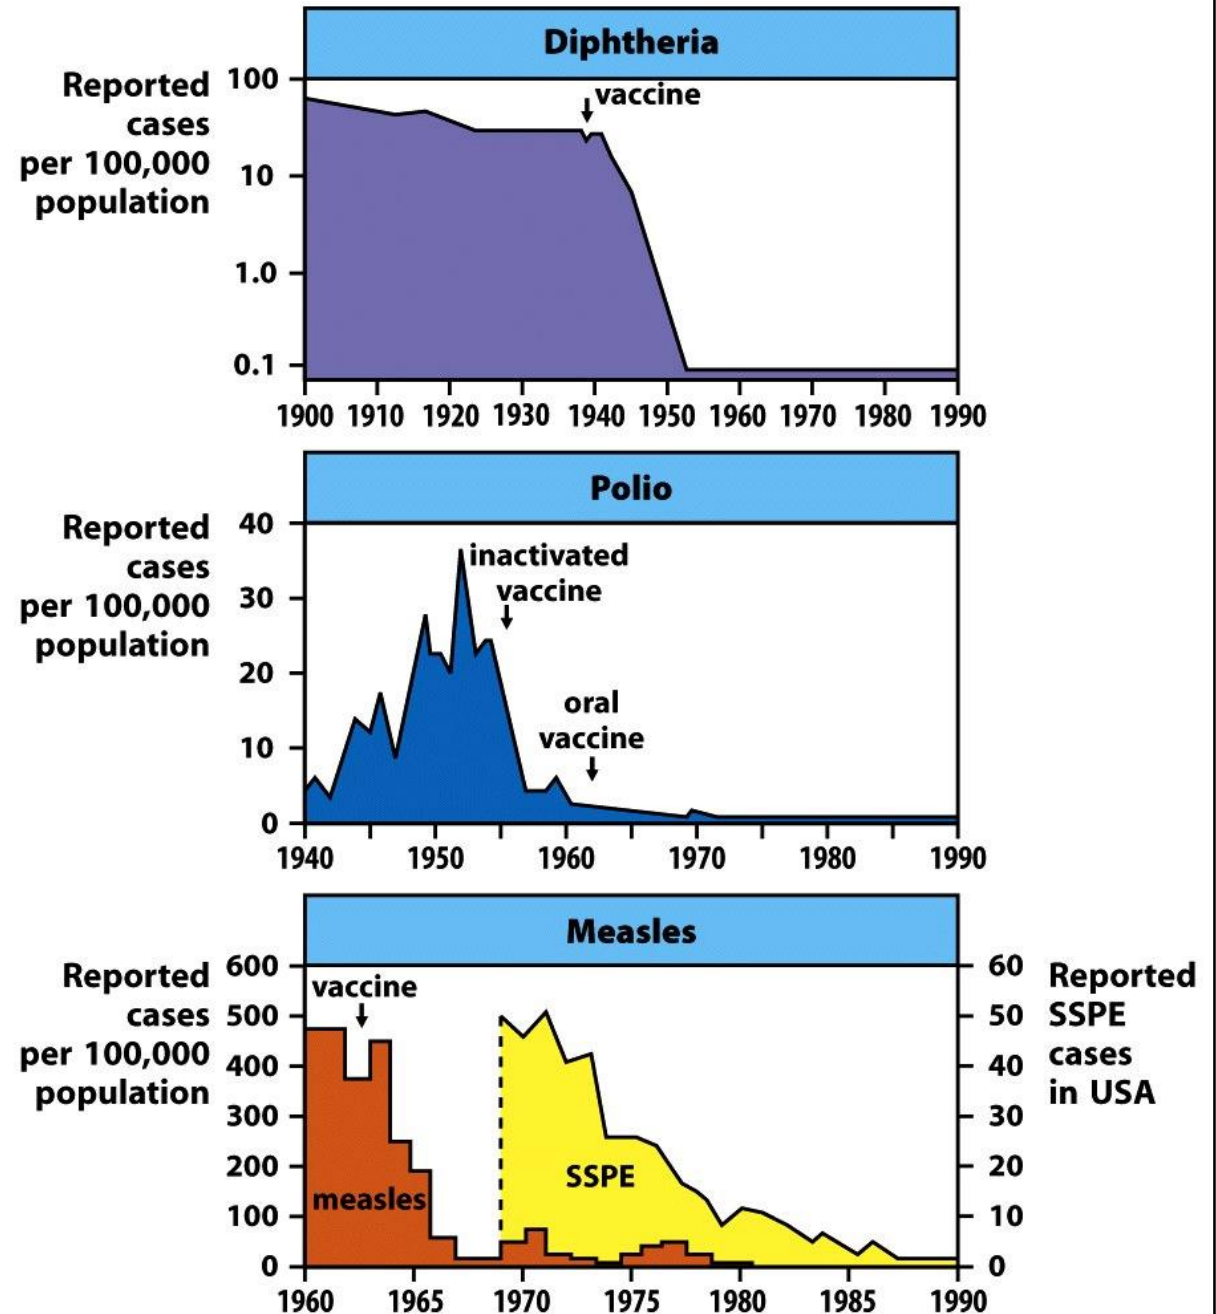 Diphtheria
Reported
cases
per 100,000
population
100
10
1.0
0.1
vaccine
1900 1910 1920 1930 1940 1950 1960 1970 1980 1990
Polio
Reported
cases
per 100,000
population
40
30
20
10
0
inactivated
vaccine
oral
vaccine
1940 1950 1960 1970 1980 1990
Measles
Reported
cases
per 100,000
population
600
500
400
300
200
100
0
vaccine
measles
SSPE
60
50
40
30
20
10
0
Reported
SSPE
cases
in USA
1960 1965 1970 1975 1980 1985 1990